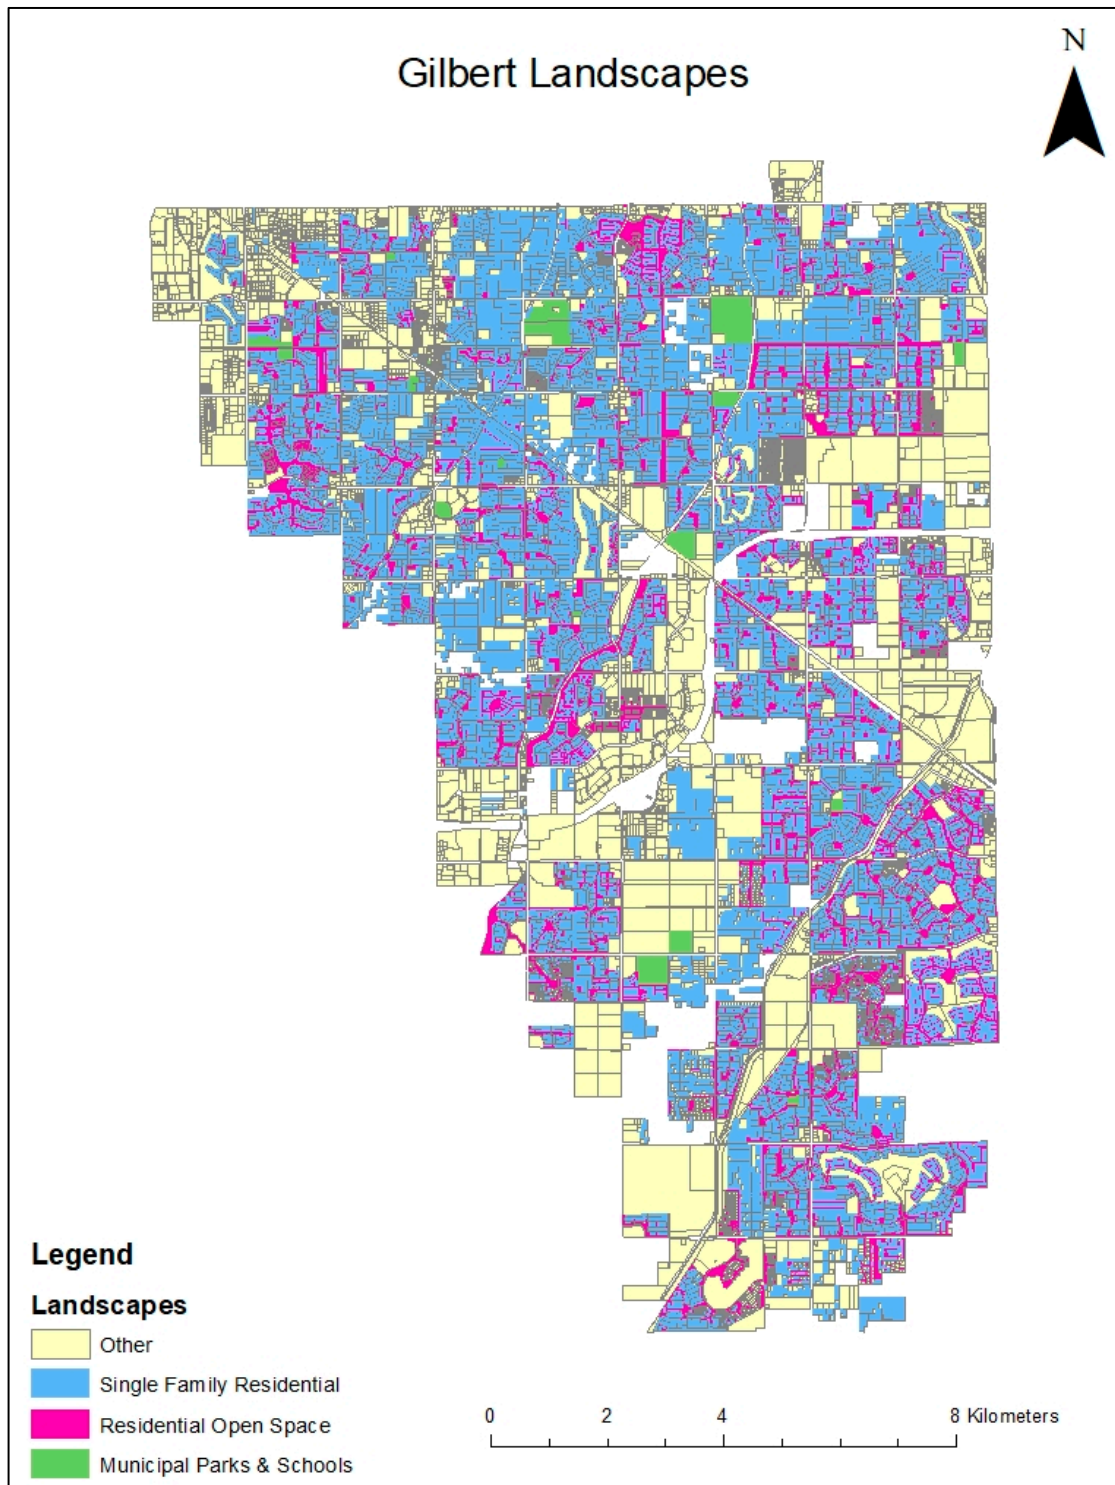 Gilbert Landscapes
N
Legend
Landscapes
Other
Single Family Residential
Residential Open Space
Municipal Parks & Schools
0 2 4 8 Kilometers